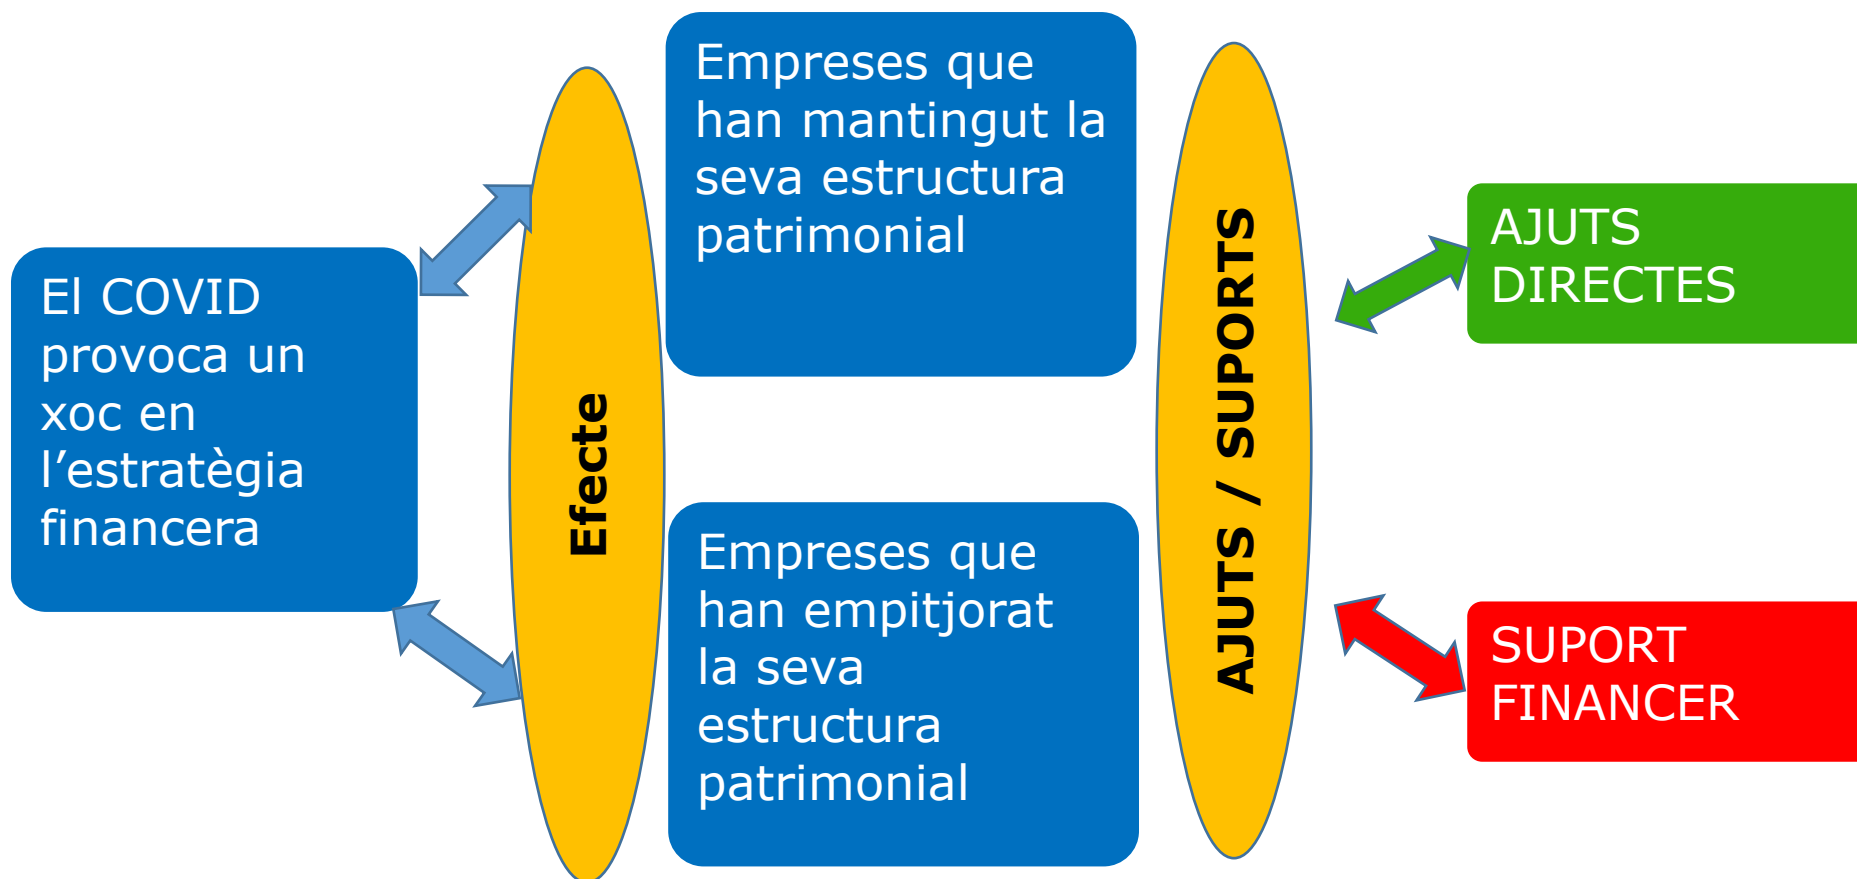 El COVID
provoca un
xoc en
l’estratègia
financera
Efecte
Empreses que
han mantingut la
seva estructura
patrimonial
Empreses que
han empitjorat
la seva
estructura
patrimonial
AJUTS / SUPORTS
AJUTS
DIRECTES
SUPORT
FINANCER